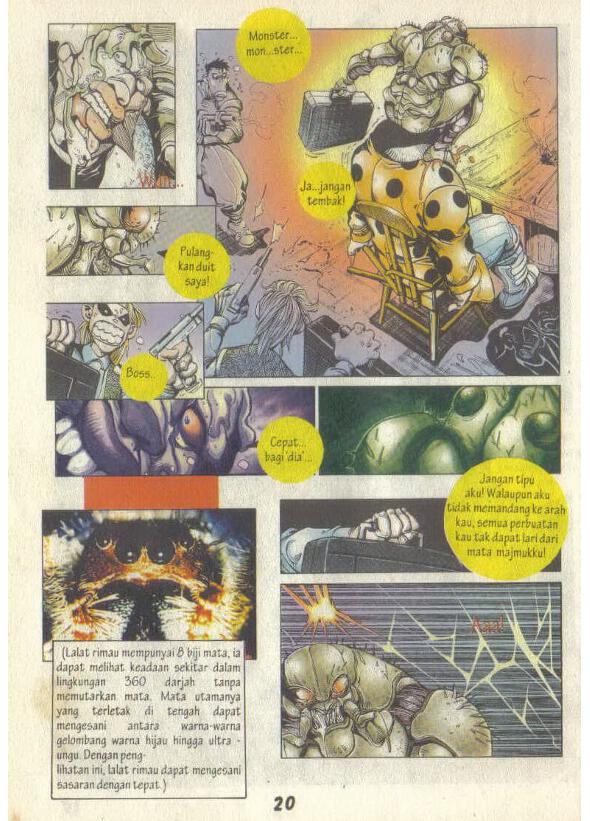 Monster...
mon...ster...
Ja...jangan
tembak!
Pulang-
kan duit
saya!
Boss..
Cepat...
bagi 'dia'...
Jangan tipu
aku! Walaupun aku
tidak memandang ke arah
kau, semua perbuatan
kau tak dapat lari dari
mata majmukku!
(Lalat rimau mempunyai 8 biji mata, ia
dapat melihat keadaan sekitar dalam
lingkungan 360 darjah tanpa
memutarkan mata. Mata utamanya
yang terletak di tengah dapat
mengesani antara warna-warna
gelombang warna hijau hingga ultra -
ungu. Dengan peng-
lihatan ini, lalat rimau dapat mengesani
sasaran dengan tepat.)
20